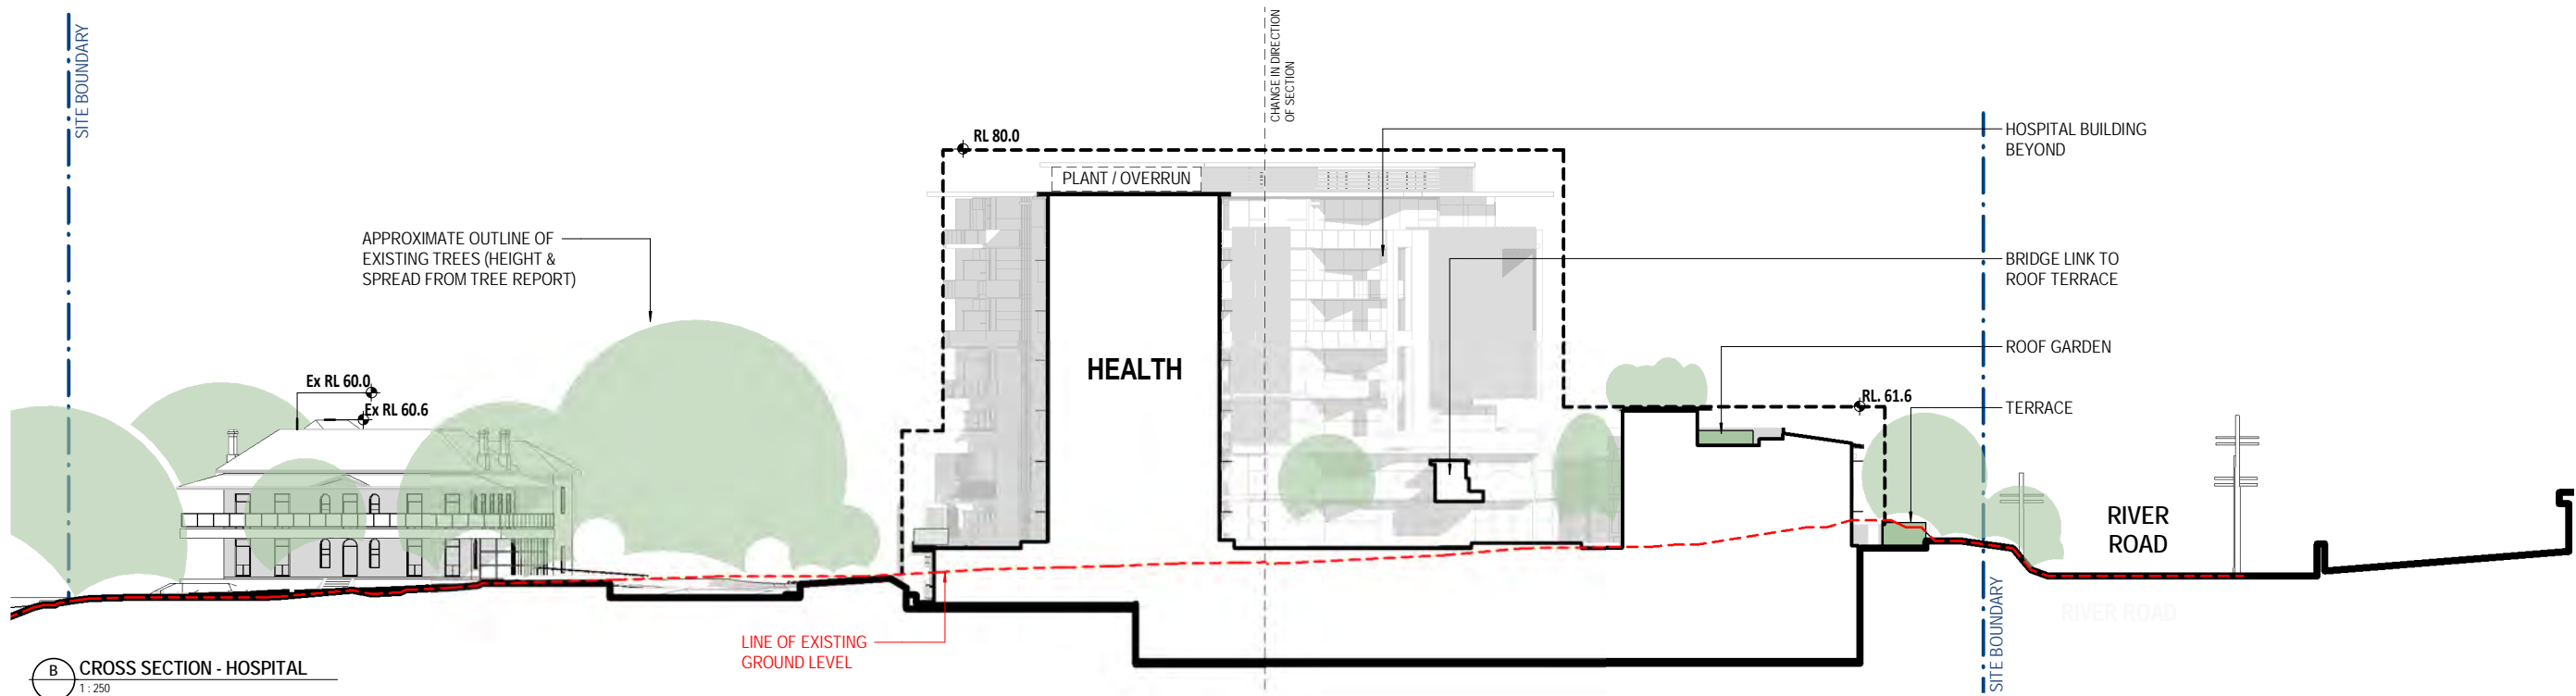 SITE BOUNDARY
CHANGE IN DIRECTION
OF SECTION
RL 80.0
HOSPITAL BUILDING
BEYOND
PLANT / OVERRUN
APPROXIMATE OUTLINE OF
EXISTING TREES (HEIGHT &
SPREAD FROM TREE REPORT)
BRIDGE LINK TO
ROOF TERRACE
ROOF GARDEN
HEALTH
Ex RL 60.0
Ex RL 60.6
RL. 61.6
TERRACE
RIVER
ROAD
RIVER ROAD
SITE BOUNDARY
LINE OF EXISTING
GROUND LEVEL
B
CROSS SECTION - HOSPITAL
1 : 250